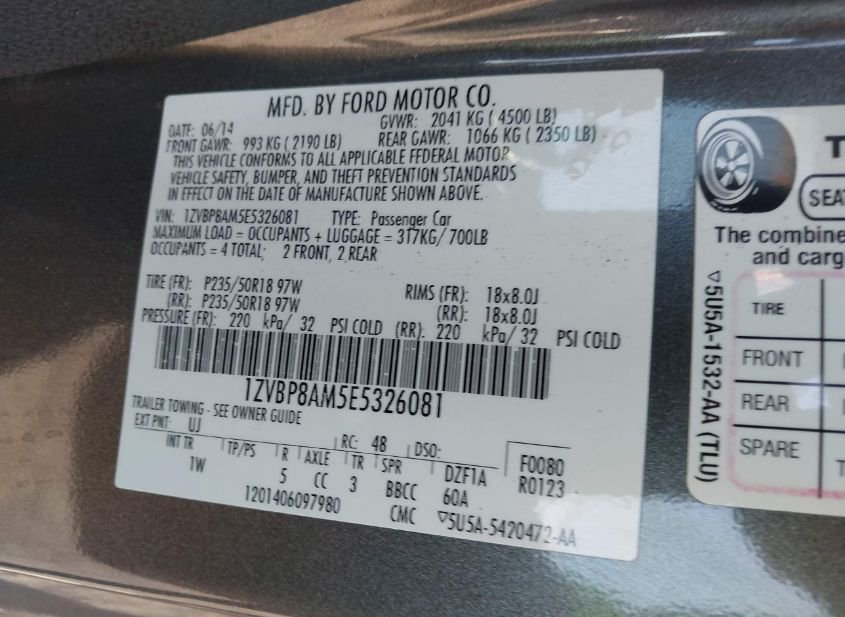 MFD. BY FORD MOTOR CO.
DATE: 06/14 GVWR: 2041 KG ( 4500 LB)
FRONT GAWR: 993 KG ( 2190 LB) REAR GAWR: 1066 KG ( 2350 LB)
THIS VEHICLE CONFORMS TO ALL APPLICABLE FEDERAL MOTOR
VEHICLE SAFETY, BUMPER, AND THEFT PREVENTION STANDARDS
IN EFFECT ON THE DATE OF MANUFACTURE SHOWN ABOVE.
VIN: 1ZVBP8AM5E5326081 TYPE: Passenger Car
MAXIMUM LOAD = OCCUPANTS + LUGGAGE = 317KG/ 700LB
OCCUPANTS = 4 TOTAL; 2 FRONT, 2 REAR
TIRE (FR): P235/50R18 97W RIMS (FR): 18x8.0J
(RR): P235/50R18 97W (RR): 18x8.0J
PRESSURE (FR): 220 kPa/ 32 PSI COLD (RR): 220 kPa/ 32 PSI COLD
1ZVBP8AM5E5326081
TRAILER TOWING - SEE OWNER GUIDE
EXT PNT: UJ RC: 48 DSO: F0080
INT TR TP/PS R AXLE TR SPR DZF1A R0123
1W 5 CC 3 BBCC 60A
1201406097980 CMC ▽5U5A-5420472-AA
T
SEA
The combine
and carg
TIRE
FRONT
REAR
SPARE
T
▽5U5A-1532-AA (TLU)